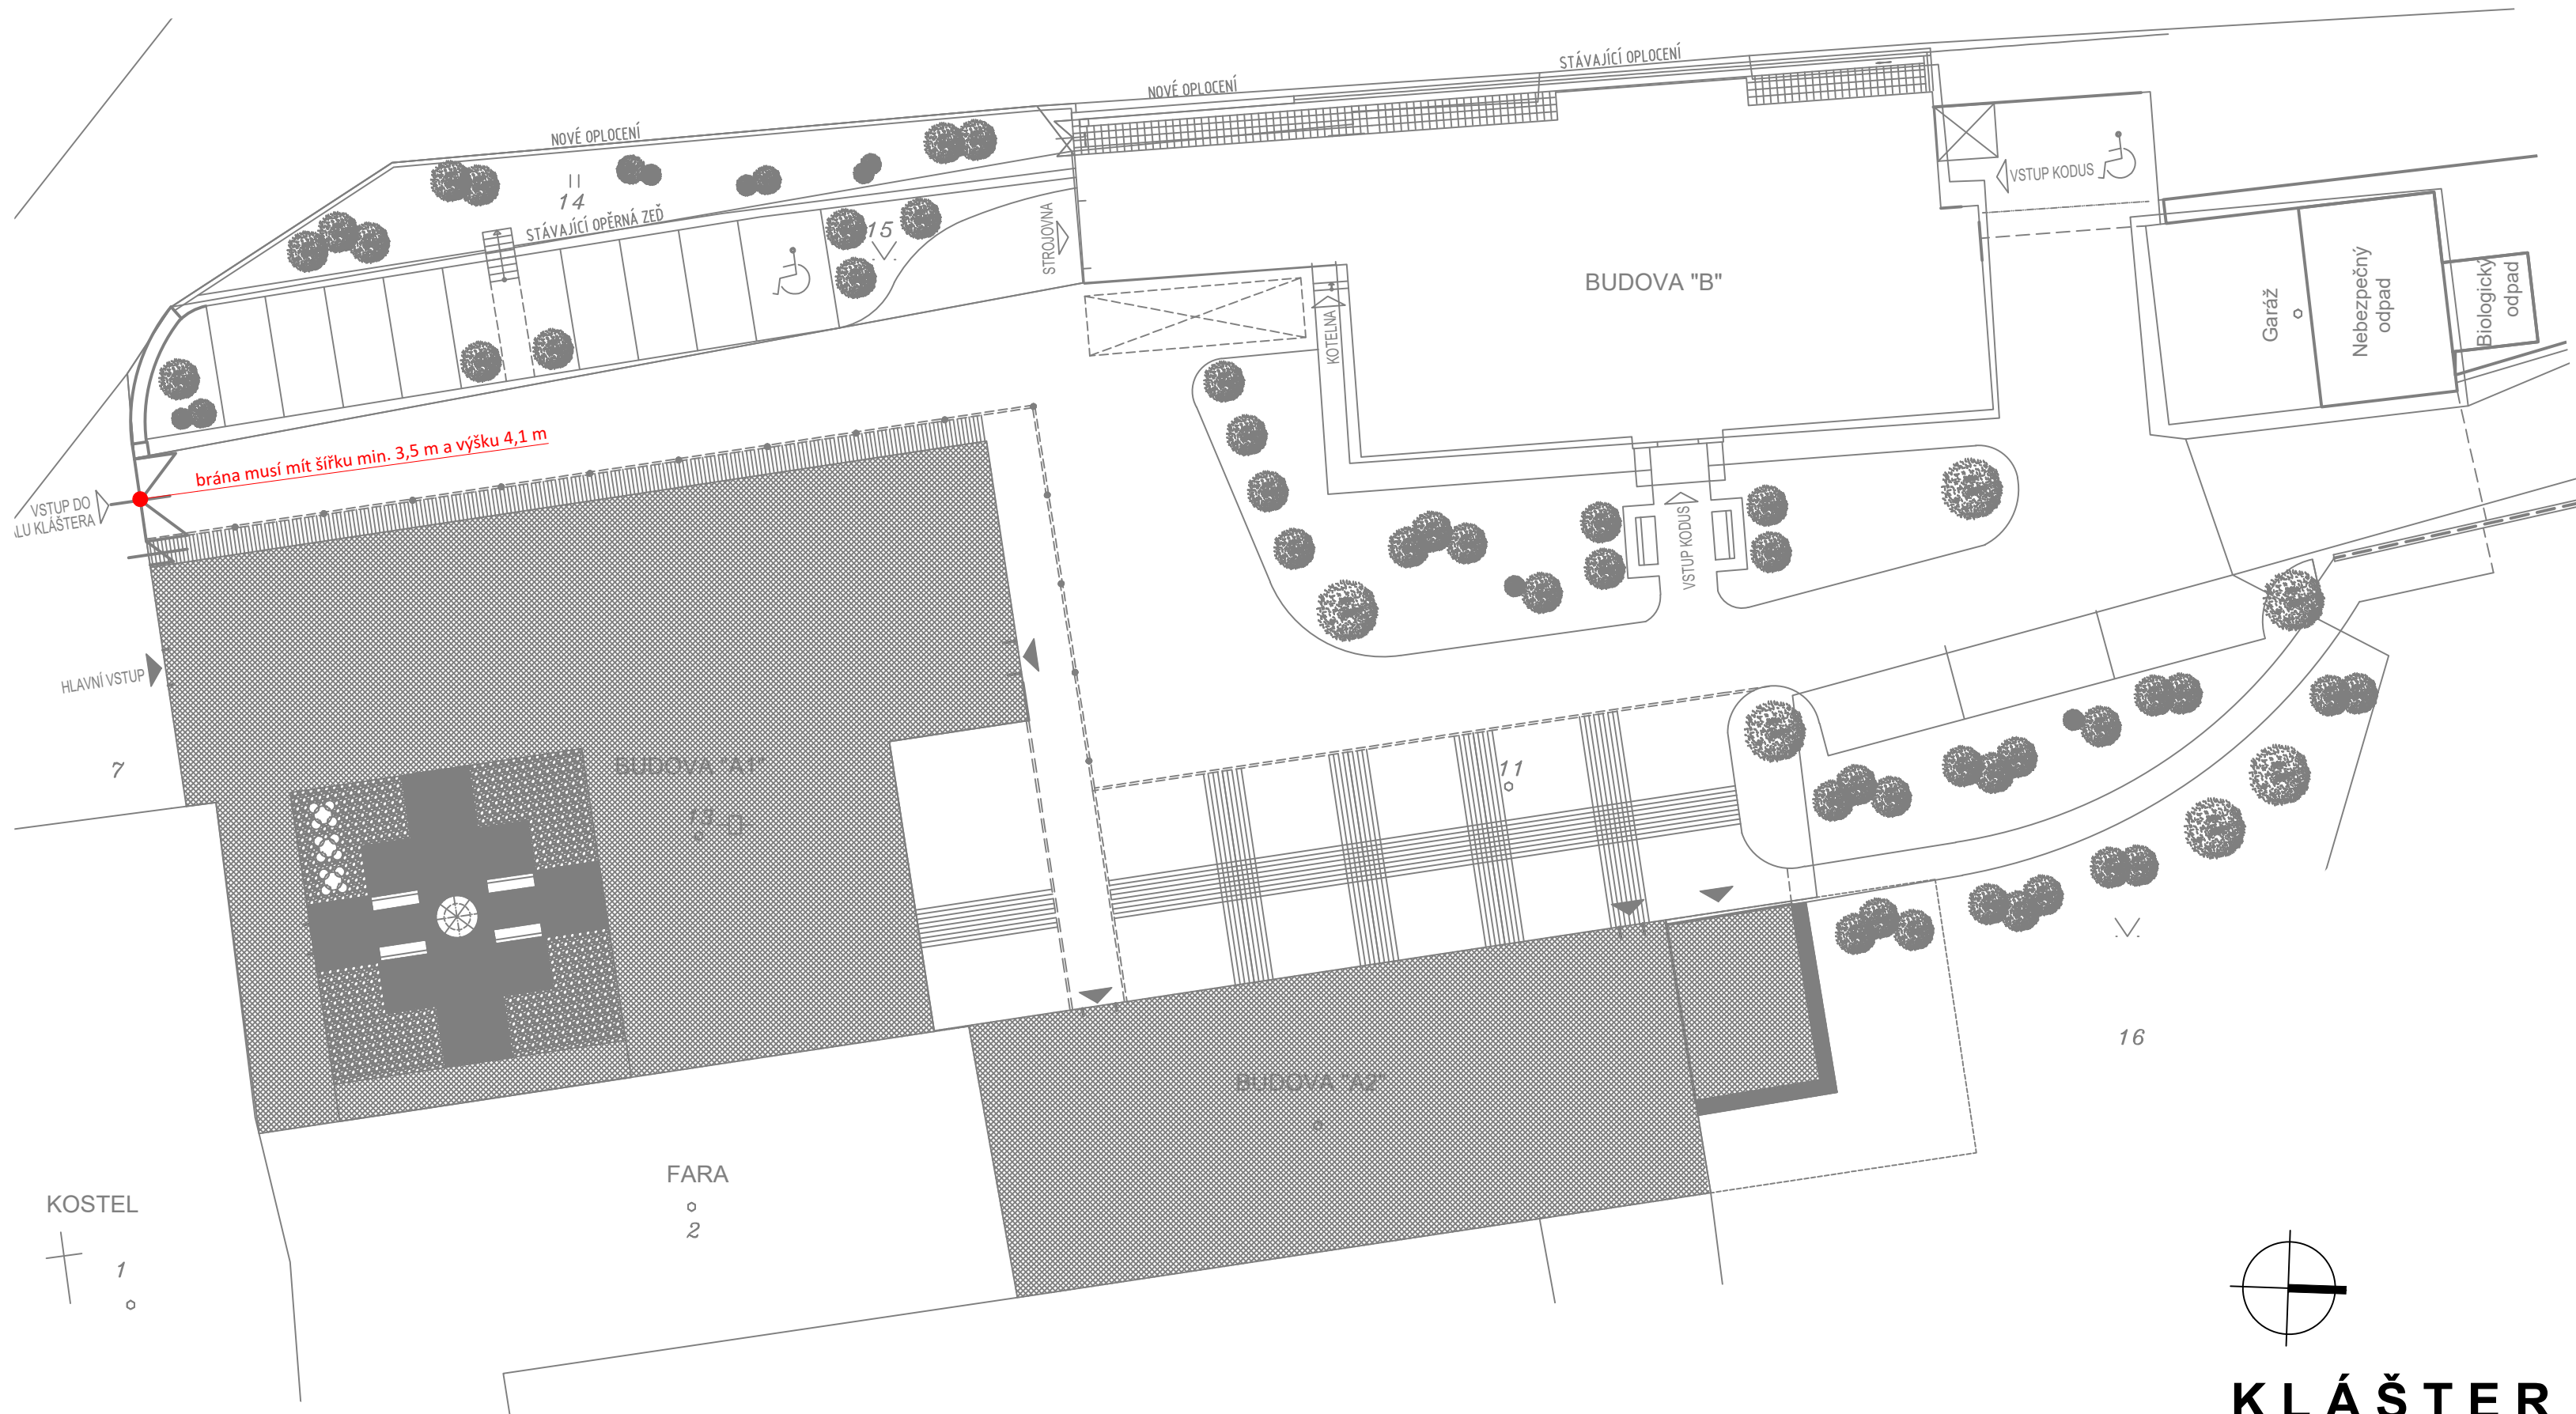 STÁVAJÍCÍ OPLOCENÍ
NOVÉ OPLOCENÍ
NOVÉ OPLOCENÍ
14
STÁVAJÍCÍ OPĚRNÁ ZEĎ
15
STROJOVNA
VSTUP KODUS
BUDOVA "B"
KOTELNA
Garáž
Nebezpečný
odpad
Biologický
odpad
brána musí mít šířku min. 3,5 m a výšku 4,1 m
VSTUP DO
ALU KLÁŠTERA
VSTUP KODUS
HLAVNÍ VSTUP
7
BUDOVA "A1"
13
11
16
BUDOVA "A2"
FARA
2
KOSTEL
1
KLÁŠTER